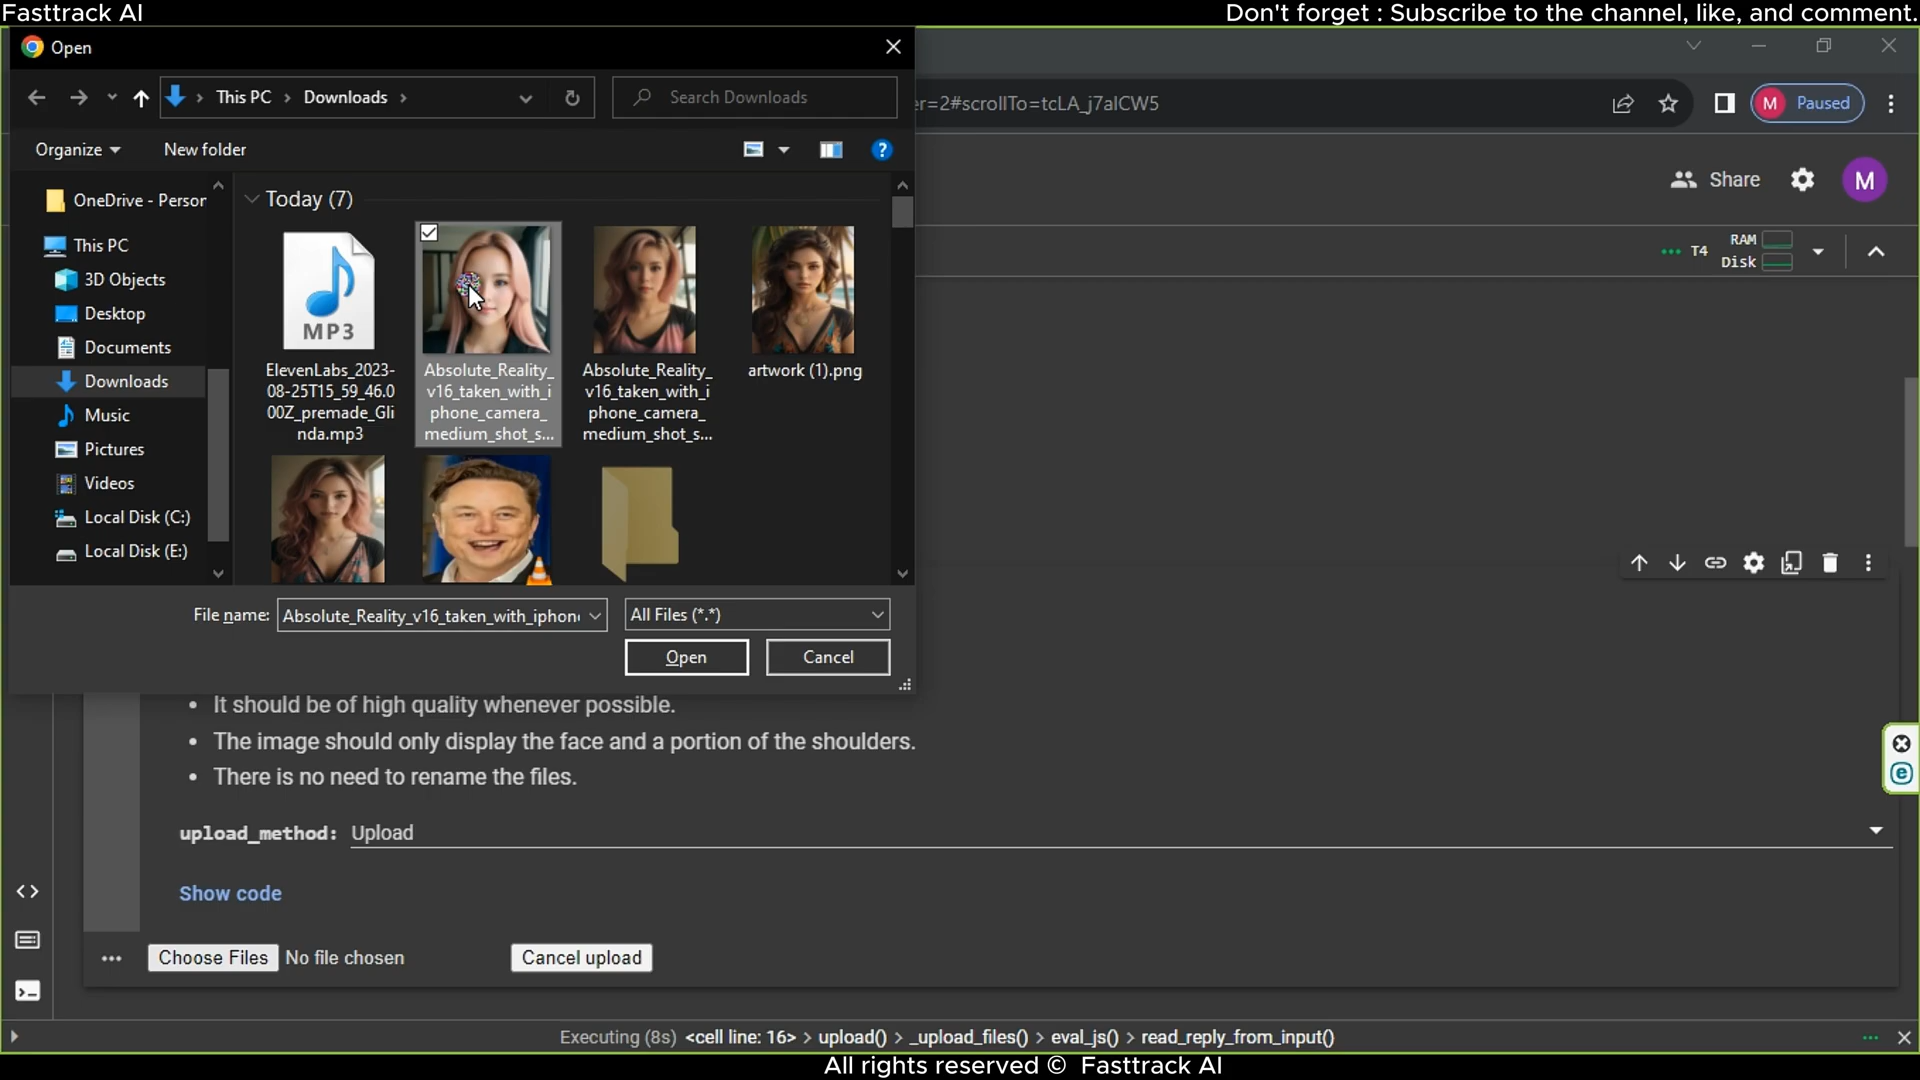 Fasttrack AI
Don't forget : Subscribe to the channel, like, and comment.
Open
This PC
Downloads
Search Downloads
er=2#scrollTo=tcLA_j7aICW5
M
Paused
Organize
New folder
?
Share
M
OneDrive - Person
This PC
3D Objects
Desktop
Documents
Downloads
Music
Pictures
Videos
Local Disk (C:)
Local Disk (E:)
Today (7)
MP3
ElevenLabs_2023-
08-25T15_59_46.0
00Z_premade_Gli
nda.mp3
Absolute_Reality_
v16_taken_with_i
phone_camera_
medium_shot_s...
Absolute_Reality_
v16_taken_with_i
phone_camera_
medium_shot_s...
artwork (1).png
T4
RAM
Disk
File name:
Absolute_Reality_v16_taken_with_iphon
All Files (*.*)
Open
Cancel
• It should be of high quality whenever possible.
• The image should only display the face and a portion of the shoulders.
• There is no need to rename the files.
upload_method: Upload
Show code
Choose Files No file chosen
Cancel upload
Executing (8s) <cell line: 16> > upload() > _upload_files() > eval_js() > read_reply_from_input()
All rights reserved © Fasttrack AI